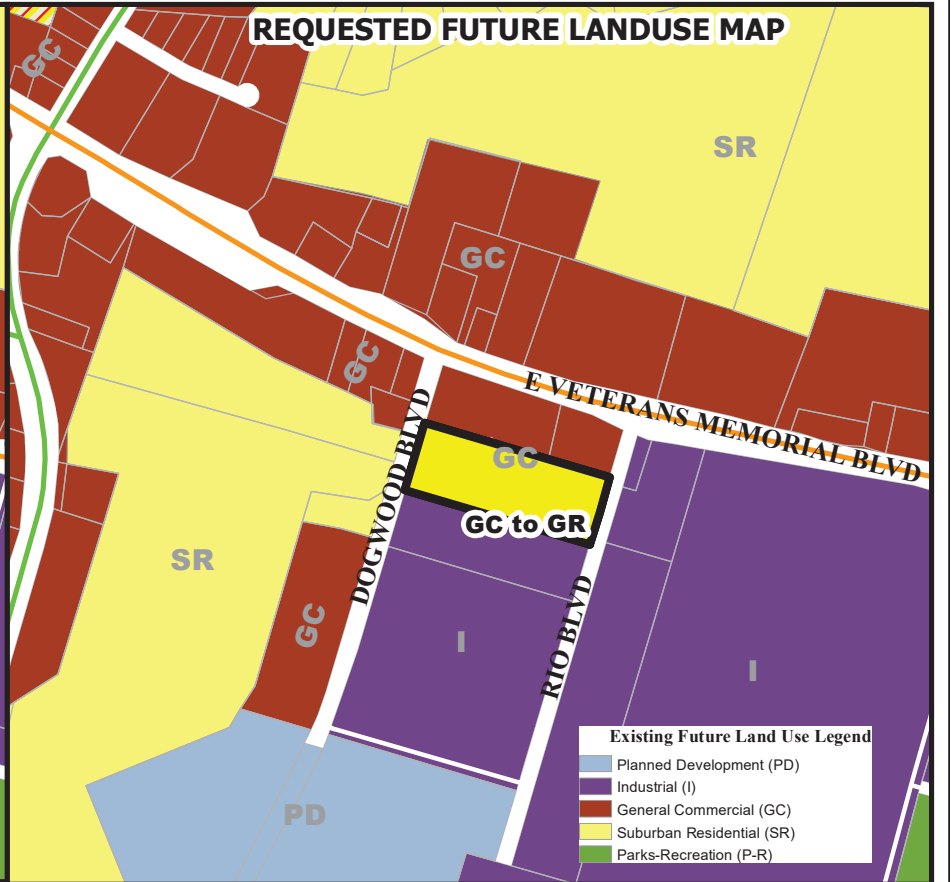 REQUESTED FUTURE LANDUSE MAP
GC
SR
GC
GC
E VETERANS MEMORIAL BLVD
DOGWOOD BLVD
GC
GC to GR
SR
GC
I
RIO BLVD
I
PD
Existing Future Land Use Legend
Planned Development (PD)
Industrial (I)
General Commercial (GC)
Suburban Residential (SR)
Parks-Recreation (P-R)